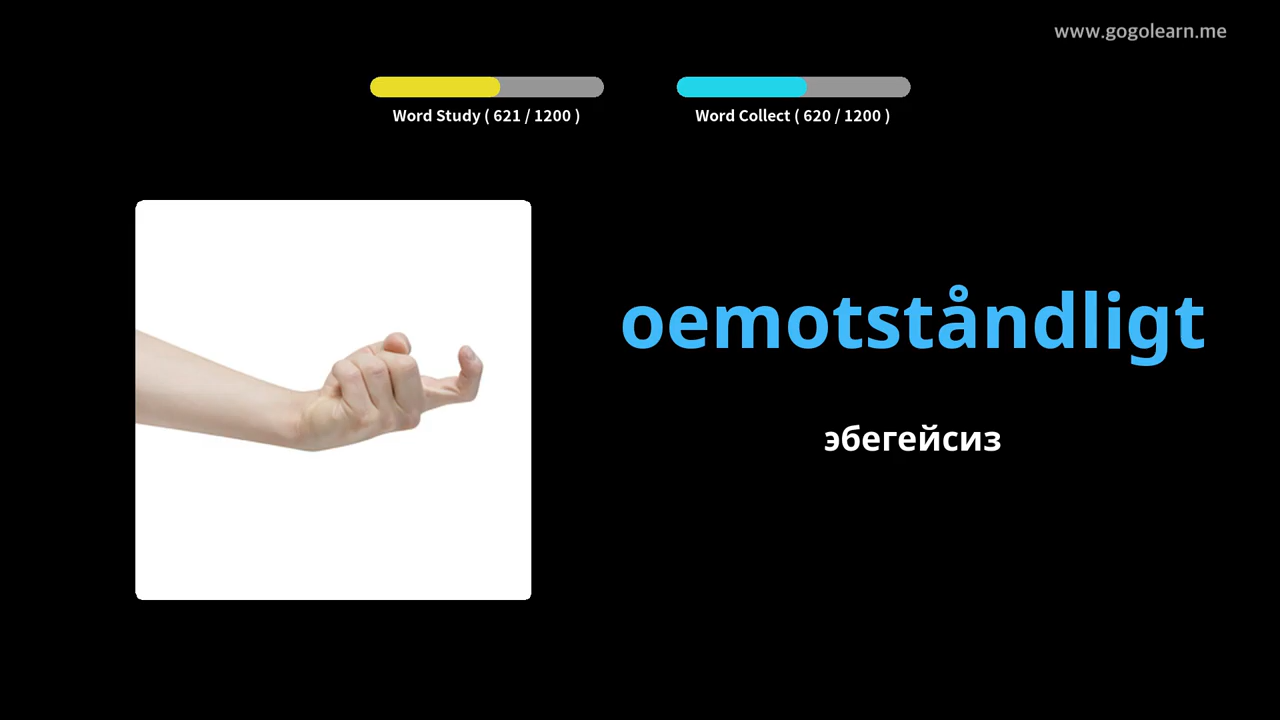 www.gogolearn.me
Word Study ( 621 / 1200 )
Word Collect ( 620 / 1200 )
oemotståndligt
эбегейсиз